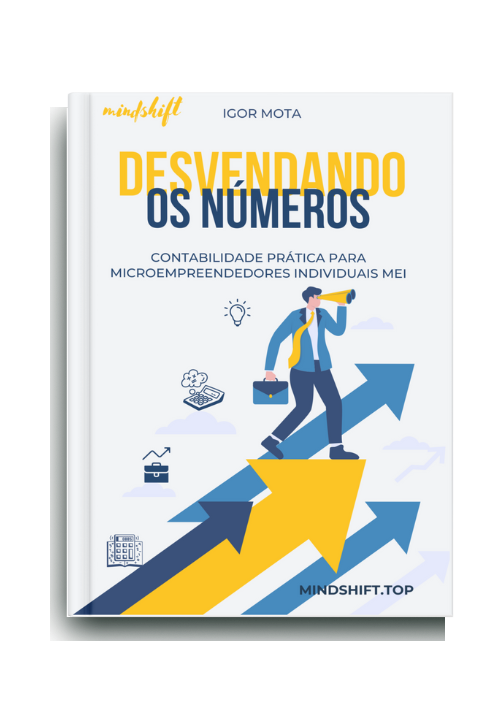 mindshift
IGOR MOTA
DESVENDANDO
OS NÚMEROS
CONTABILIDADE PRÁTICA PARA
MICROEMPREENDEDORES INDIVIDUAIS MEI
MINDSHIFT.TOP